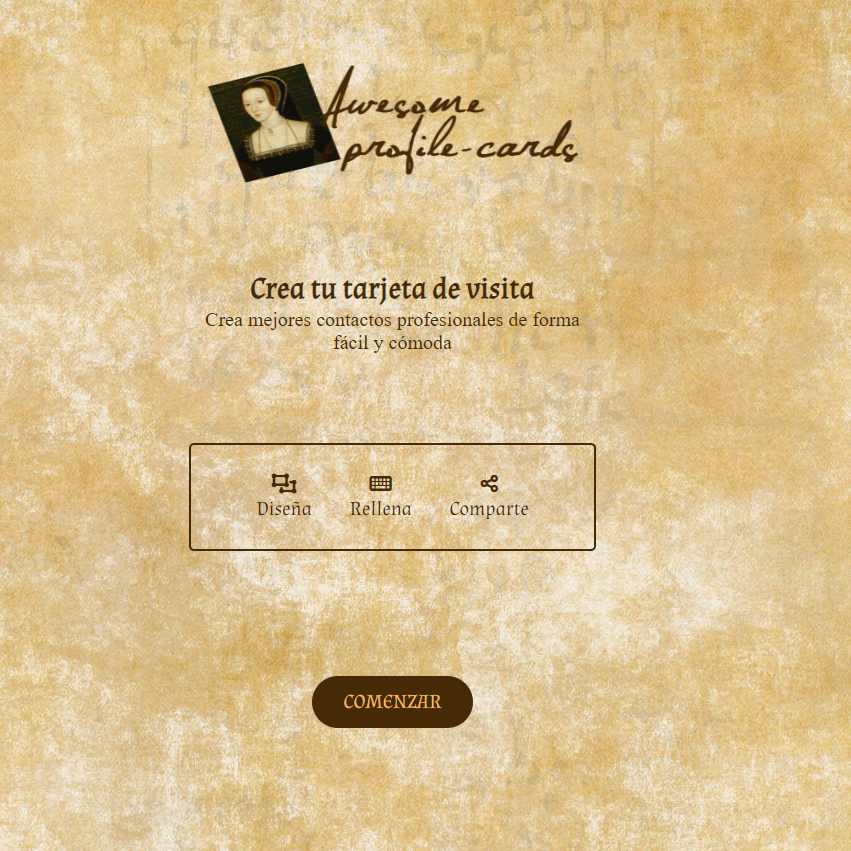 Awesome
profile-cards
Crea tu tarjeta de visita
Crea mejores contactos profesionales de forma
fácil y cómoda
Diseña Rellena Comparte
COMENZAR